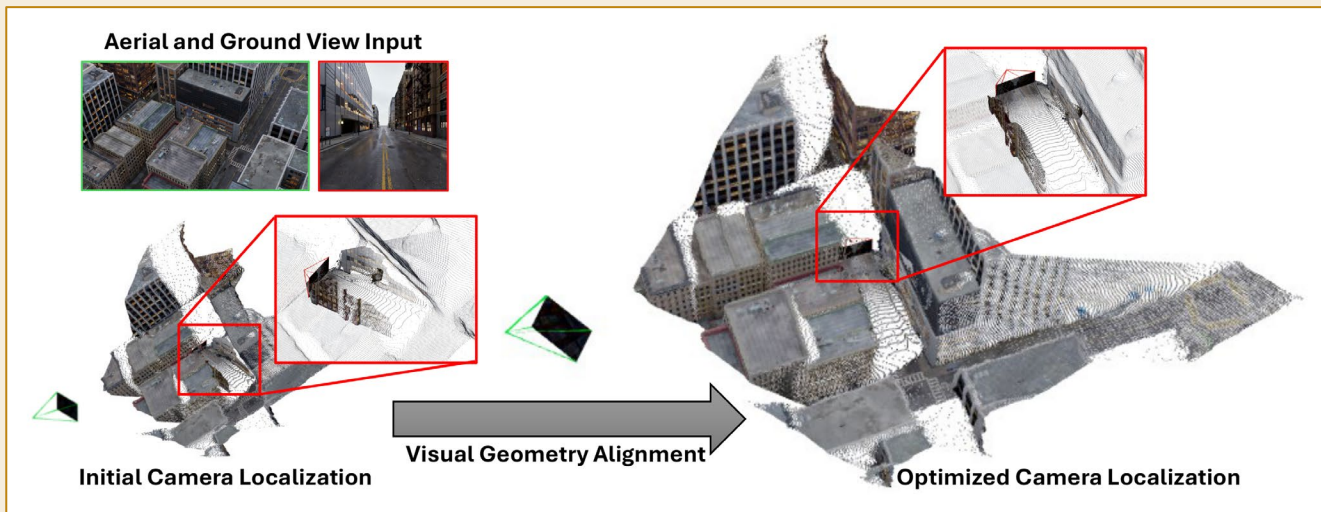 Aerial and Ground View Input
Visual Geometry Alignment
Initial Camera Localization
Optimized Camera Localization